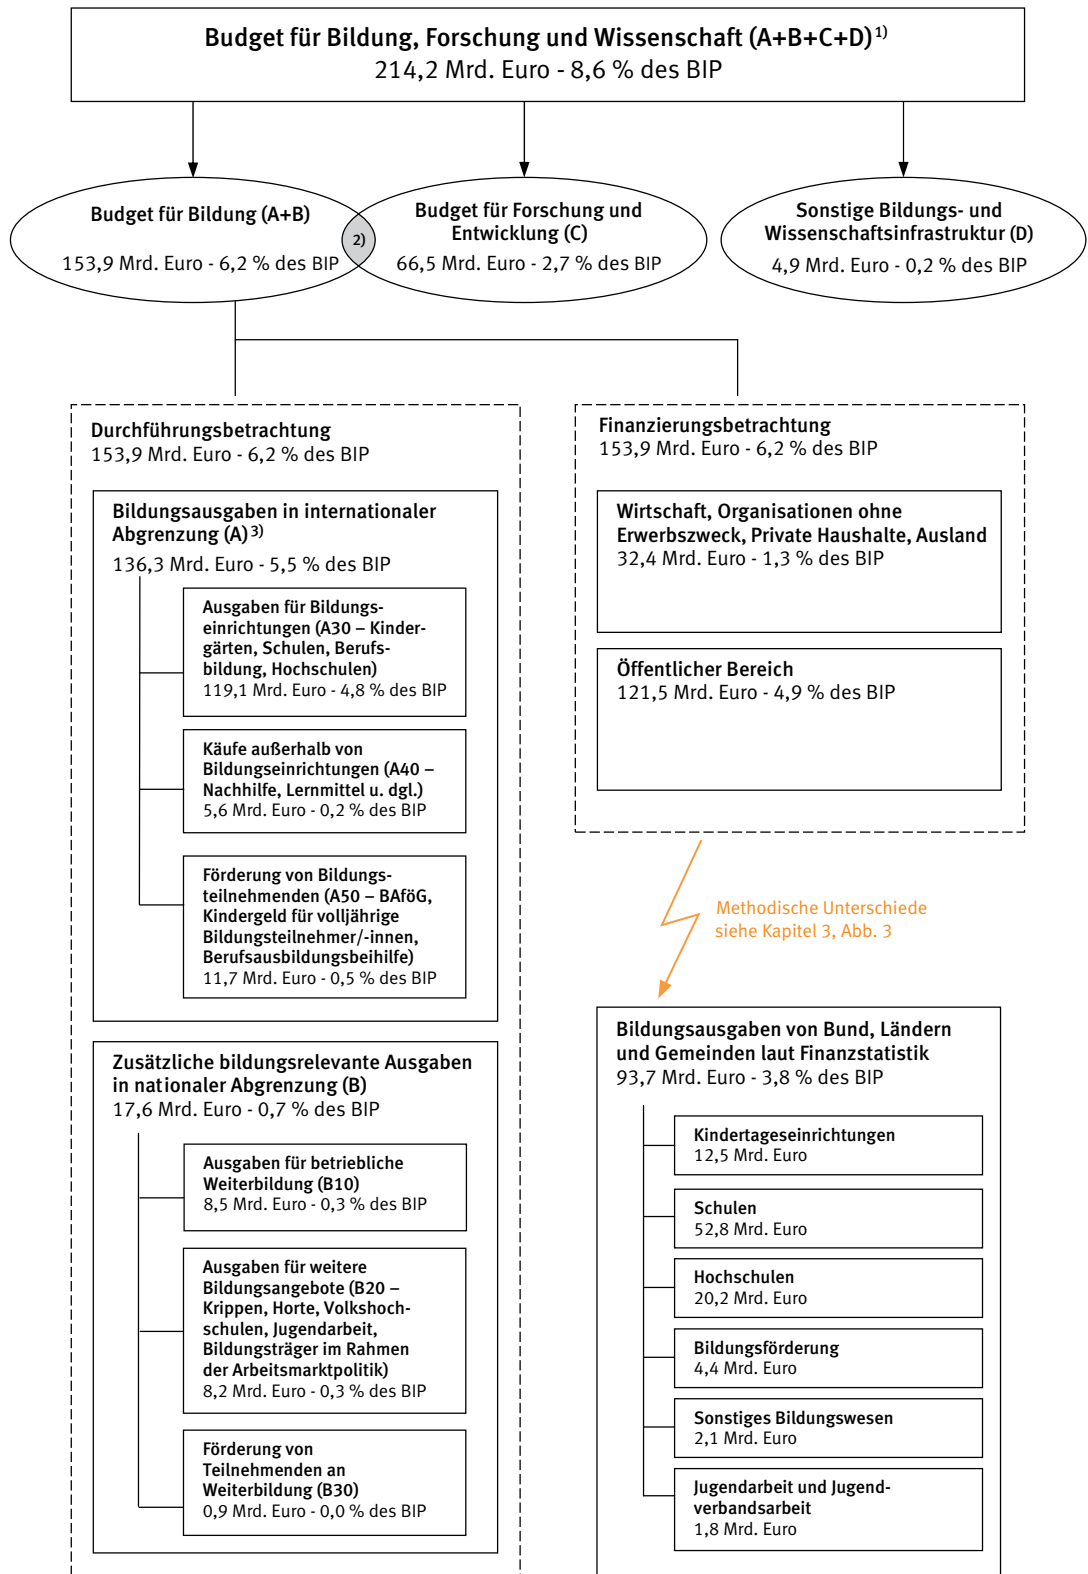 Budget für Bildung, Forschung und Wissenschaft (A+B+C+D) 1)
214,2 Mrd. Euro - 8,6 % des BIP
Budget für Bildung (A+B)
153,9 Mrd. Euro - 6,2 % des BIP
2)
Budget für Forschung und
Entwicklung (C)
66,5 Mrd. Euro - 2,7 % des BIP
Sonstige Bildungs- und
Wissenschaftsinfrastruktur (D)
4,9 Mrd. Euro - 0,2 % des BIP
Durchführungsbetrachtung
153,9 Mrd. Euro - 6,2 % des BIP
Bildungsausgaben in internationaler
Abgrenzung (A) 3)
136,3 Mrd. Euro - 5,5 % des BIP
Ausgaben für Bildungs-
einrichtungen (A30 – Kinder-
gärten, Schulen, Berufs-
bildung, Hochschulen)
119,1 Mrd. Euro - 4,8 % des BIP
Käufe außerhalb von
Bildungseinrichtungen (A40 –
Nachhilfe, Lernmittel u. dgl.)
5,6 Mrd. Euro - 0,2 % des BIP
Förderung von Bildungs-
teilnehmenden (A50 – BAföG,
Kindergeld für volljährige
Bildungsteilnehmer/-innen,
Berufsausbildungsbeihilfe)
11,7 Mrd. Euro - 0,5 % des BIP
Zusätzliche bildungsrelevante Ausgaben
in nationaler Abgrenzung (B)
17,6 Mrd. Euro - 0,7 % des BIP
Ausgaben für betriebliche
Weiterbildung (B10)
8,5 Mrd. Euro - 0,3 % des BIP
Ausgaben für weitere
Bildungsangebote (B20 –
Krippen, Horte, Volkshoch-
schulen, Jugendarbeit,
Bildungsträger im Rahmen
der Arbeitsmarktpolitik)
8,2 Mrd. Euro - 0,3 % des BIP
Förderung von
Teilnehmenden an
Weiterbildung (B30)
0,9 Mrd. Euro - 0,0 % des BIP
Finanzierungsbetrachtung
153,9 Mrd. Euro - 6,2 % des BIP
Wirtschaft, Organisationen ohne
Erwerbszweck, Private Haushalte, Ausland
32,4 Mrd. Euro - 1,3 % des BIP
Öffentlicher Bereich
121,5 Mrd. Euro - 4,9 % des BIP
Methodische Unterschiede
siehe Kapitel 3, Abb. 3
Bildungsausgaben von Bund, Ländern
und Gemeinden laut Finanzstatistik
93,7 Mrd. Euro - 3,8 % des BIP
Kindertageseinrichtungen
12,5 Mrd. Euro
Schulen
52,8 Mrd. Euro
Hochschulen
20,2 Mrd. Euro
Bildungsförderung
4,4 Mrd. Euro
Sonstiges Bildungswesen
2,1 Mrd. Euro
Jugendarbeit und Jugend-
verbandsarbeit
1,8 Mrd. Euro